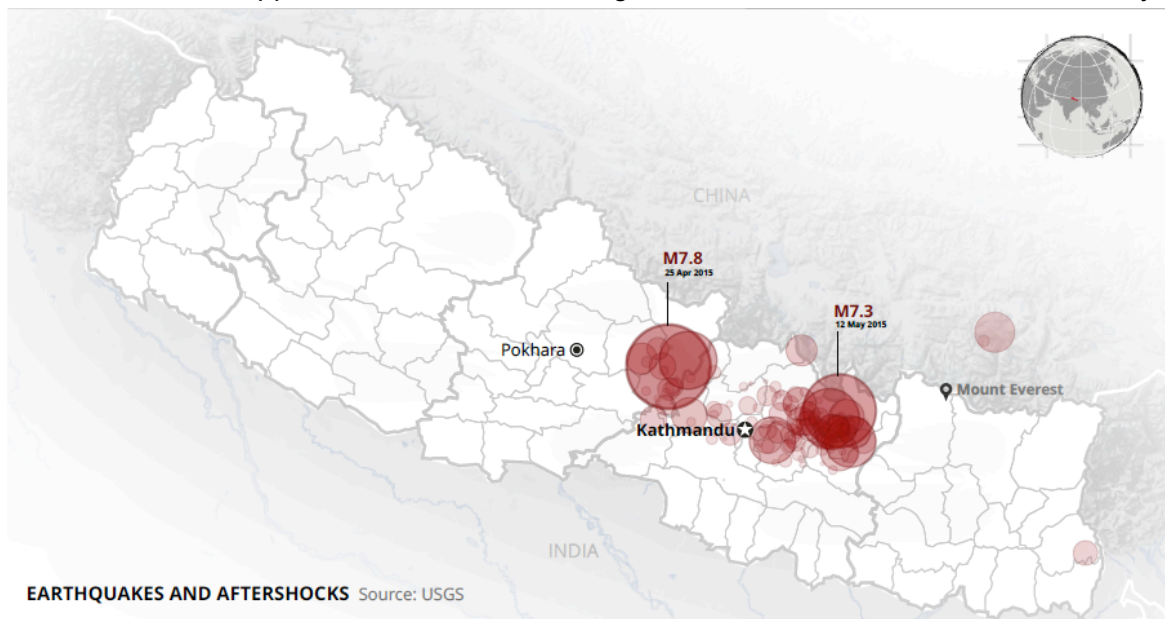 CHINA
M7.8
25 Apr 2015
M7.3
12 May 2015
Pokhara
Mount Everest
Kathmandu
INDIA
EARTHQUAKES AND AFTERSHOCKS Source: USGS